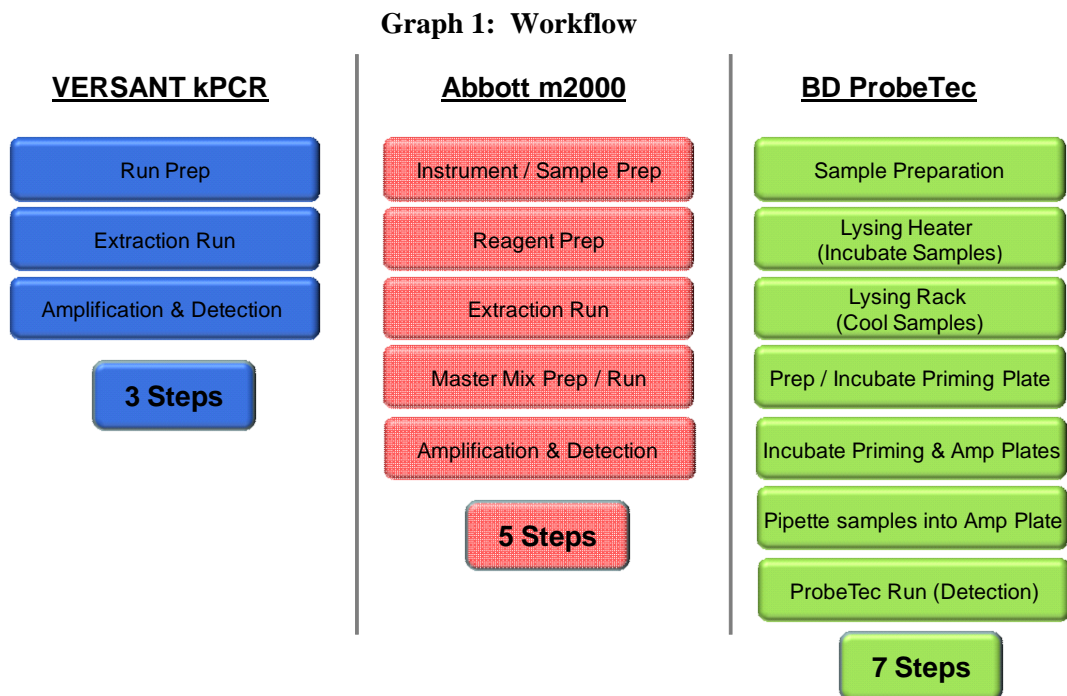 Graph 1: Workflow
VERSANT kPCR
Run Prep
Extraction Run
Amplification & Detection
3 Steps
Abbott m2000
Instrument / Sample Prep
Reagent Prep
Extraction Run
Master Mix Prep / Run
Amplification & Detection
5 Steps
BD ProbeTec
Sample Preparation
Lysing Heater
(Incubate Samples)
Lysing Rack
(Cool Samples)
Prep / Incubate Priming Plate
Incubate Priming & Amp Plates
Pipette samples into Amp Plate
ProbeTec Run (Detection)
7 Steps